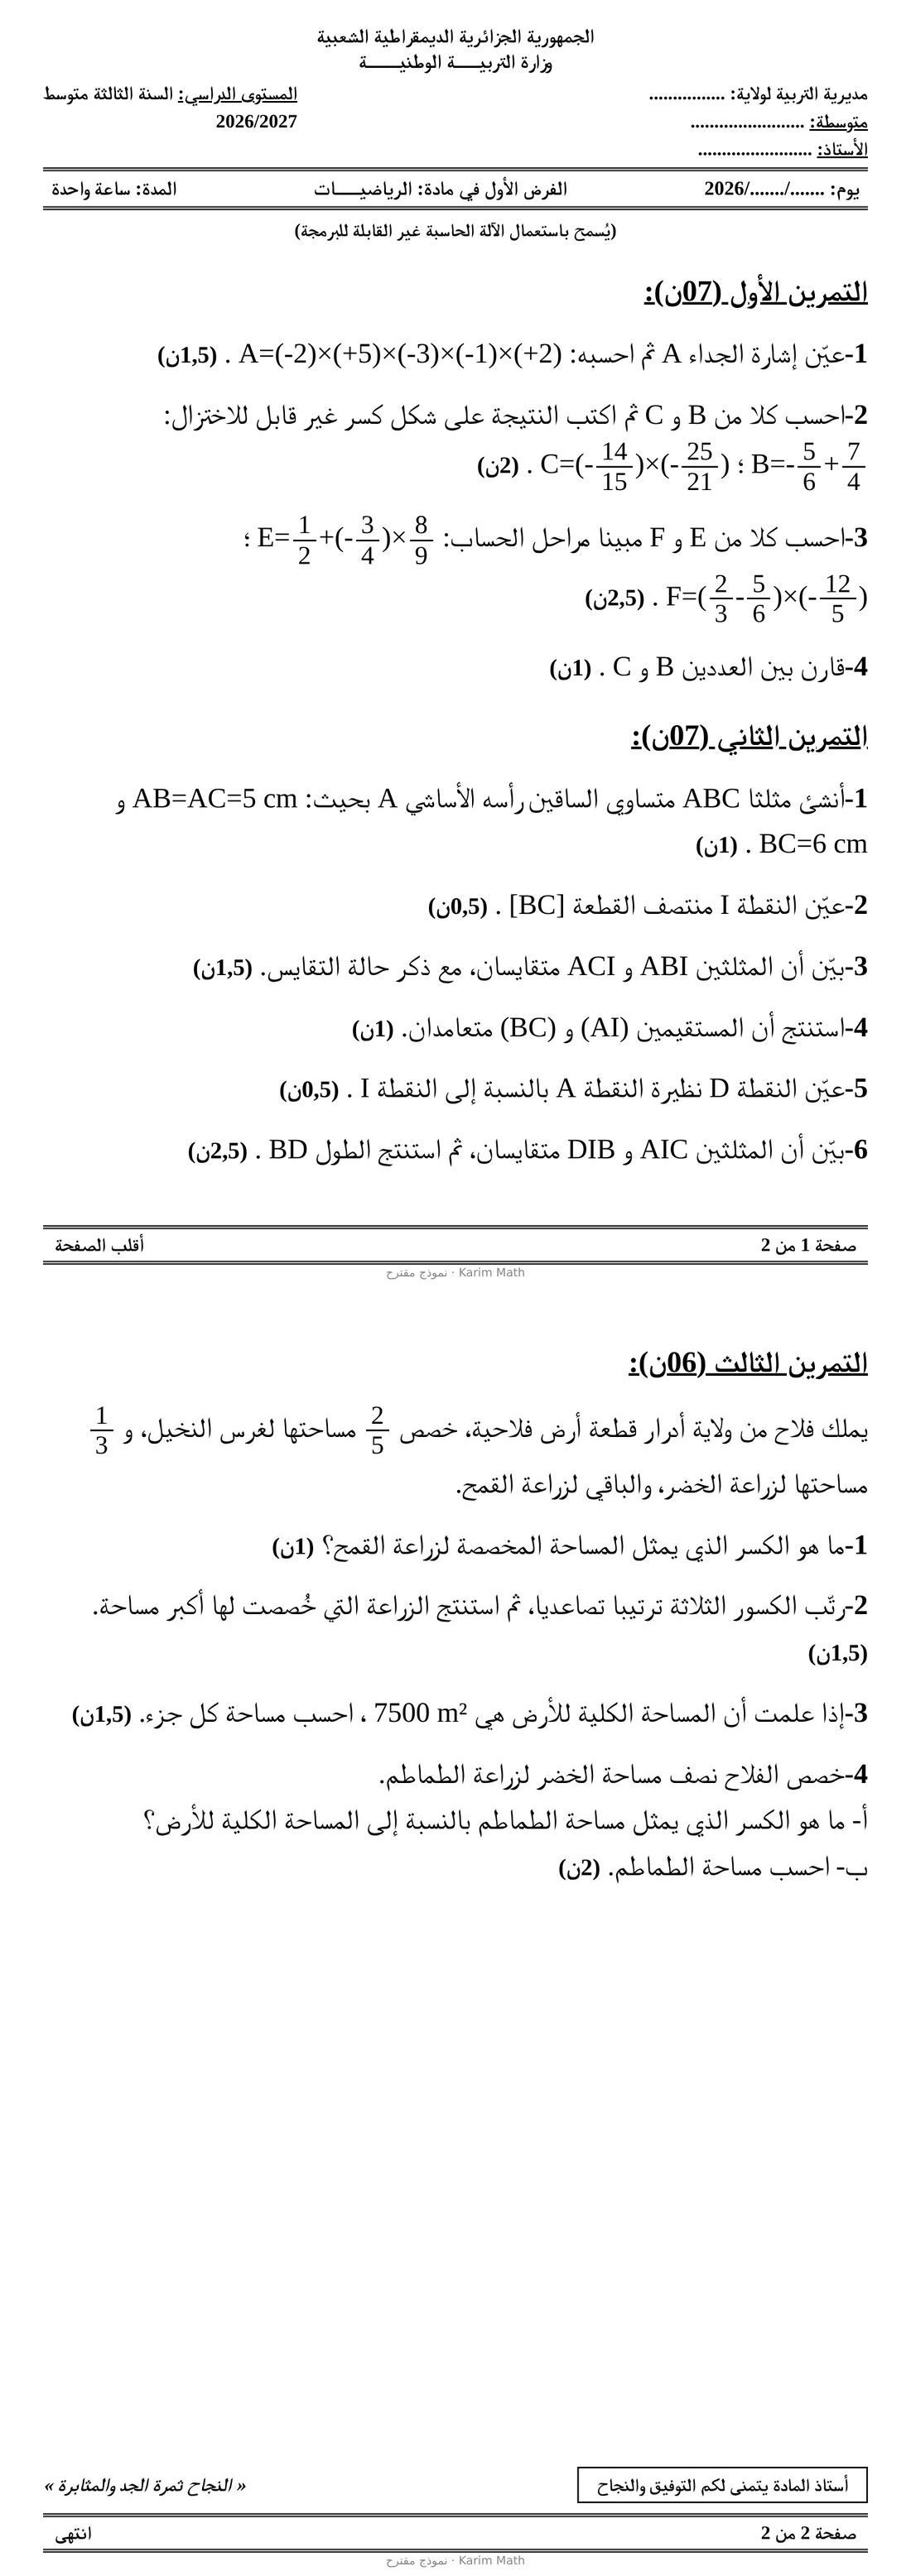 الجمهورية الجزائرية الديمقراطية الشعبية
وزارة التربيــــة الوطنيــــــة
مديرية التربية لولاية: ................
المستوى الدراسي: السنة الثالثة متوسط
متوسطة: ........................
2026/2027
الأستاذ: ........................
يوم: ......./......./2026
الفرض الأول في مادة: الرياضيـــــات
المدة: ساعة واحدة
(يُسمح باستعمال الآلة الحاسبة غير القابلة للبرمجة)
التمرين الأول (07ن):
1-عيّن إشارة الجداء A ثم احسبه: A=(-2)×(+5)×(-3)×(-1)×(+2) . (1,5ن)
2-احسب كلا من B و C ثم اكتب النتيجة على شكل كسر غير قابل للاختزال:
B=-5/6+7/4 ؛ C=(-14/15)×(-25/21) . (2ن)
3-احسب كلا من E و F مبينا مراحل الحساب: E=1/2+(-3/4)×8/9 ؛
F=(2/3-5/6)×(-12/5) . (2,5ن)
4-قارن بين العددين B و C . (1ن)
التمرين الثاني (07ن):
1-أنشئ مثلثا ABC متساوي الساقين رأسه الأساشي A بحيث: AB=AC=5 cm و
BC=6 cm . (1ن)
2-عيّن النقطة I منتصف القطعة [BC] . (0,5ن)
3-بيّن أن المثلثين ABI و ACI متقايسان، مع ذكر حالة التقايس. (1,5ن)
4-استنتج أن المستقيمين (AI) و (BC) متعامدان. (1ن)
5-عيّن النقطة D نظيرة النقطة A بالنسبة إلى النقطة I . (0,5ن)
6-بيّن أن المثلثين AIC و DIB متقايسان، ثم استنتج الطول BD . (2,5ن)
صفحة 1 من 2
أقلب الصفحة
Karim Math · نموذج مقترح
التمرين الثالث (06ن):
يملك فلاح من ولاية أدرار قطعة أرض فلاحية، خصص 2/5 مساحتها لغرس النخيل، و 1/3
مساحتها لزراعة الخضر، والباقي لزراعة القمح.
1-ما هو الكسر الذي يمثل المساحة المخصصة لزراعة القمح؟ (1ن)
2-رتّب الكسور الثلاثة ترتيبا تصاعديا، ثم استنتج الزراعة التي خُصصت لها أكبر مساحة.
(1,5ن)
3-إذا علمت أن المساحة الكلية للأرض هي 7500 m² ، احسب مساحة كل جزء. (1,5ن)
4-خصص الفلاح نصف مساحة الخضر لزراعة الطماطم.
أ- ما هو الكسر الذي يمثل مساحة الطماطم بالنسبة إلى المساحة الكلية للأرض؟
ب- احسب مساحة الطماطم. (2ن)
أستاذ المادة يتمنى لكم التوفيق والنجاح
« النجاح ثمرة الجد والمثابرة »
صفحة 2 من 2
انتهى
Karim Math · نموذج مقترح